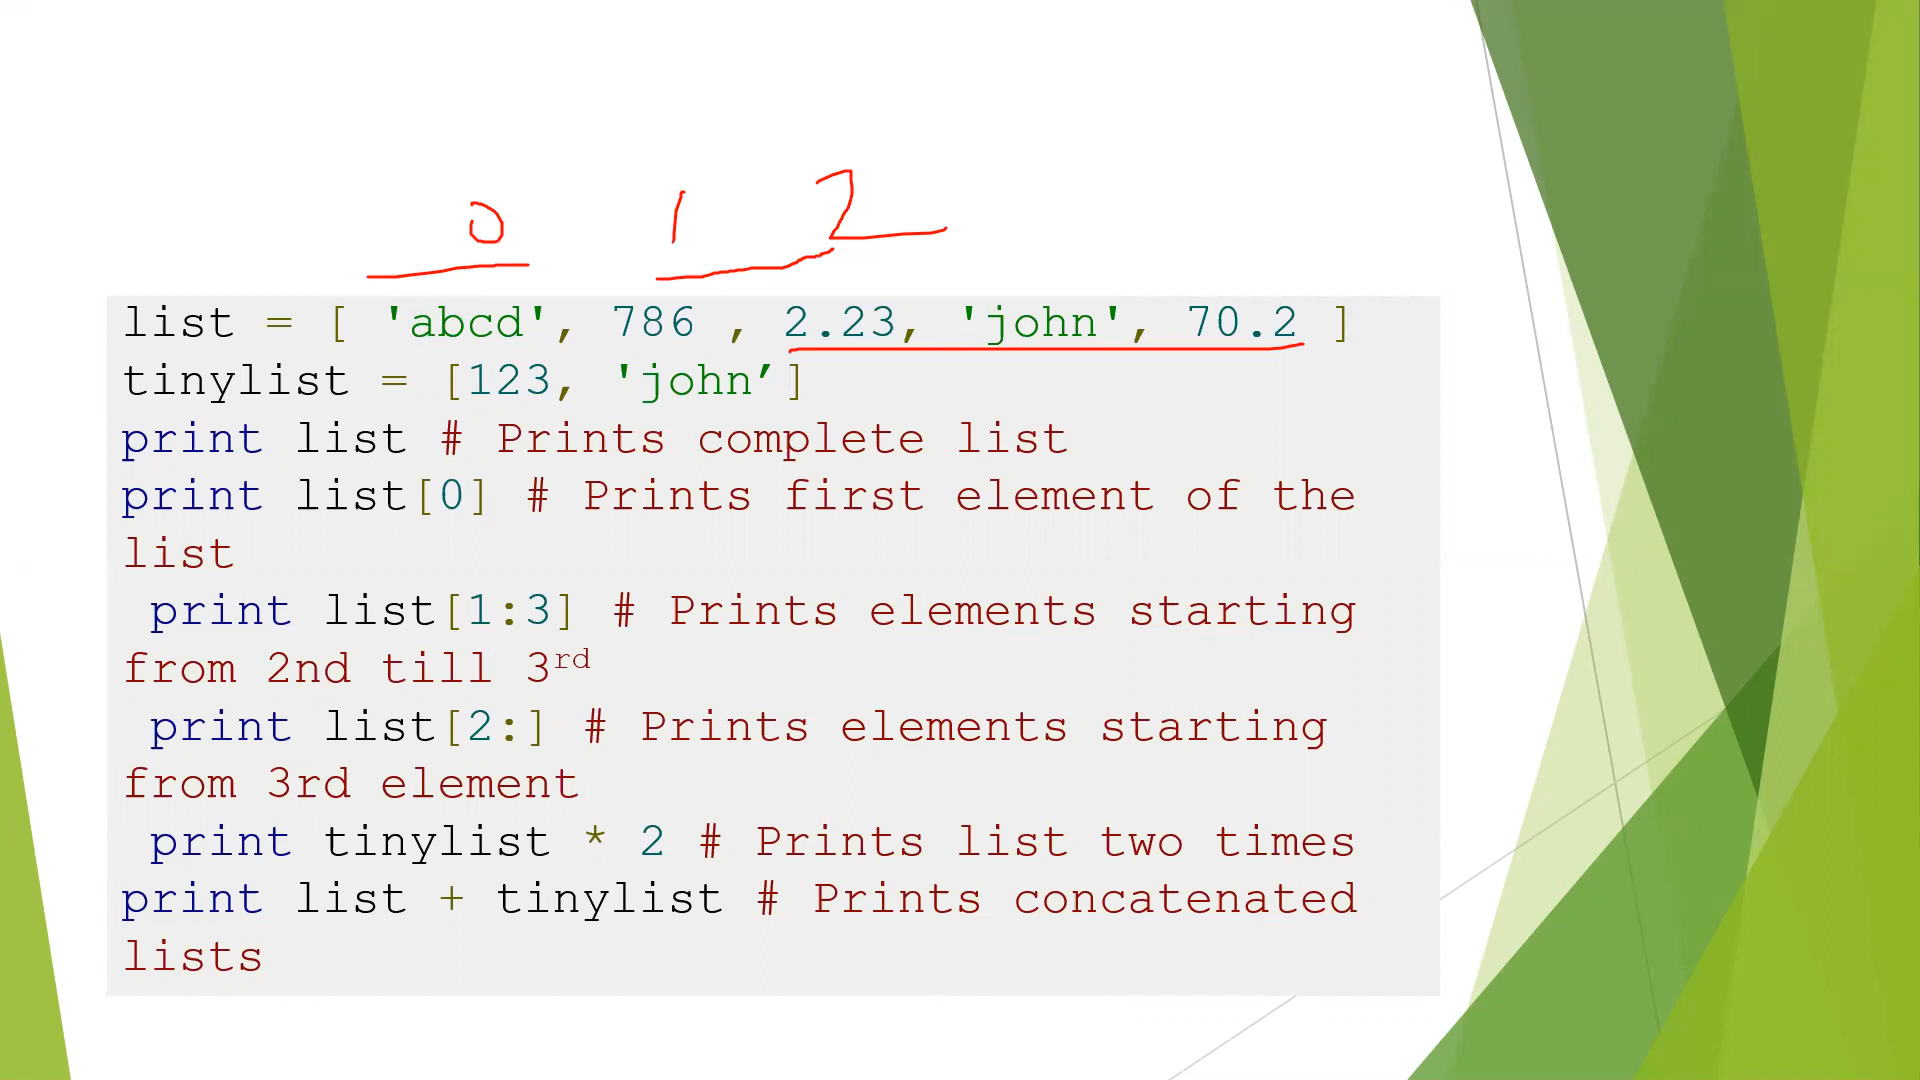 0 1 2
list = [ 'abcd', 786 , 2.23, 'john', 70.2 ]
tinylist = [123, 'john’]
print list # Prints complete list
print list[0] # Prints first element of the
list
print list[1:3] # Prints elements starting
from 2nd till 3rd
print list[2:] # Prints elements starting
from 3rd element
print tinylist * 2 # Prints list two times
print list + tinylist # Prints concatenated
lists